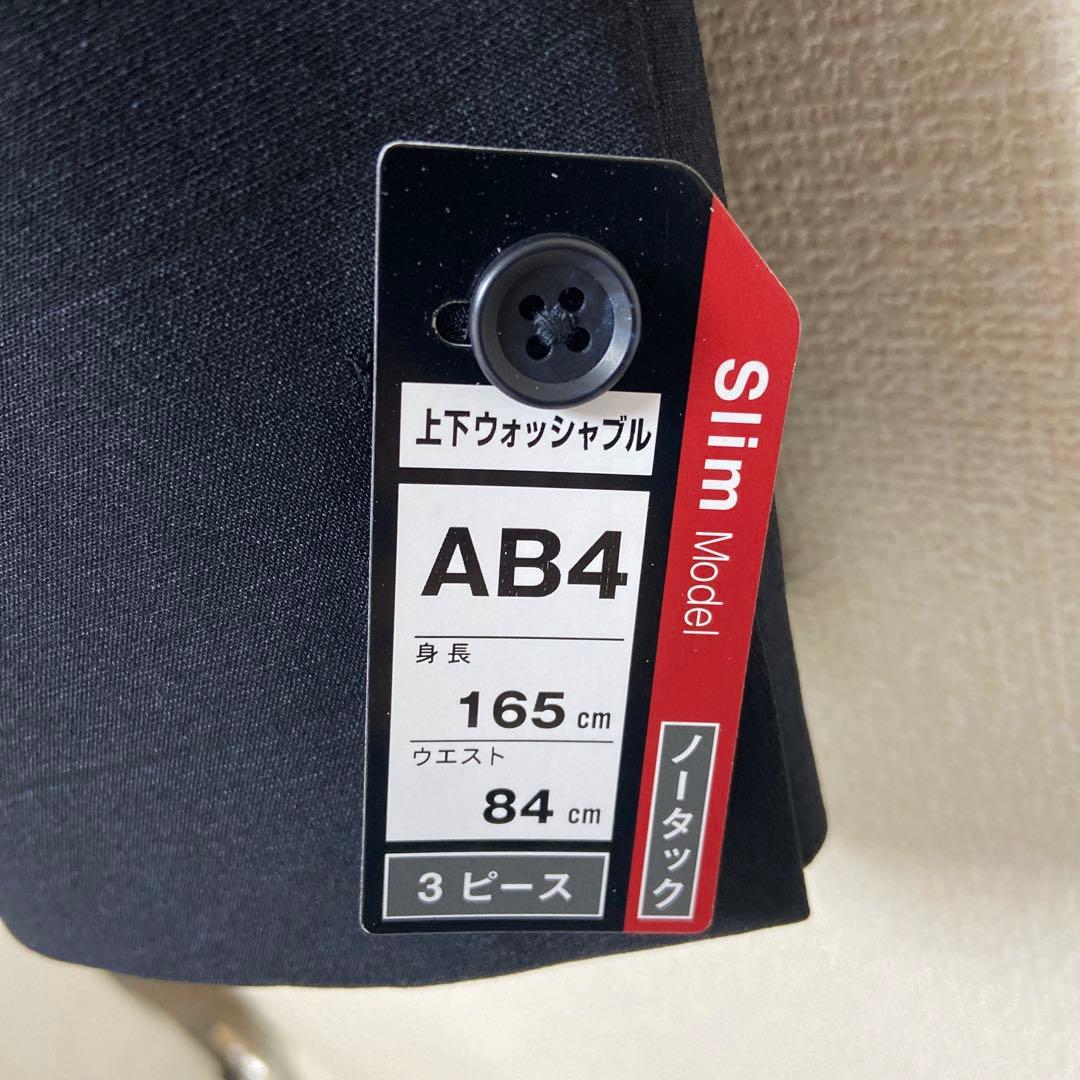 上下ウォッシャブル
AB4
身長
165 cm
ウエスト
84 cm
3 ピース
Slim Model
ノータック